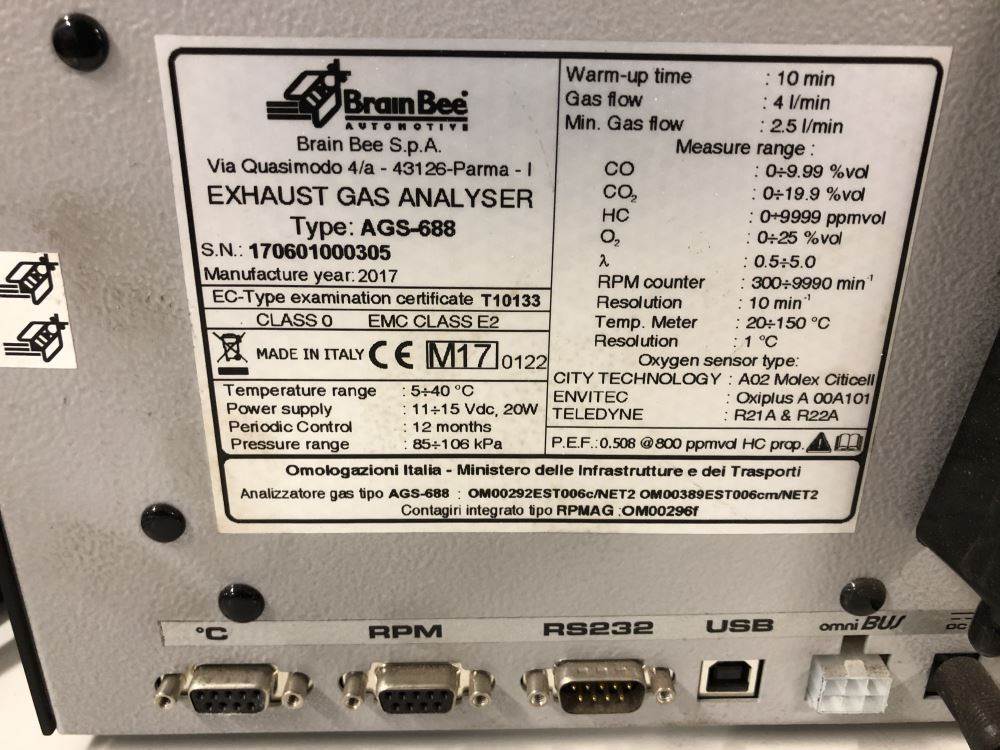 BrainBee
AUTOMOTIVE
Brain Bee S.p.A.
Via Quasimodo 4/a - 43126-Parma - I
EXHAUST GAS ANALYSER
Type: AGS-688
S.N.: 170601000305
Manufacture year: 2017
EC-Type examination certificate T10133
CLASS 0 EMC CLASS E2
MADE IN ITALY CE M17 0122
Temperature range : 5÷40 °C
Power supply : 11÷15 Vdc, 20W
Periodic Control : 12 months
Pressure range : 85÷106 kPa
Warm-up time : 10 min
Gas flow : 4 l/min
Min. Gas flow : 2.5 l/min
Measure range :
CO : 0÷9.99 %vol
CO₂ : 0÷19.9 %vol
HC : 0÷9999 ppmvol
O₂ : 0÷25 %vol
λ : 0.5÷5.0
RPM counter : 300÷9990 min⁻¹
Resolution : 10 min⁻¹
Temp. Meter : 20÷150 °C
Resolution : 1 °C
Oxygen sensor type:
CITY TECHNOLOGY : A02 Molex Citicell
ENVITEC : Oxiplus A 00A101
TELEDYNE : R21A & R22A
P.E.F.:0.508 @800 ppmvol HC prop.
Omologazioni Italia - Ministero delle Infrastrutture e dei Trasporti
Analizzatore gas tipo AGS-688 : OM00292EST006c/NET2 OM00389EST006cm/NET2
Contagiri integrato tipo RPMAG :OM00296f
°C RPM RS232 USB omni BUS DC